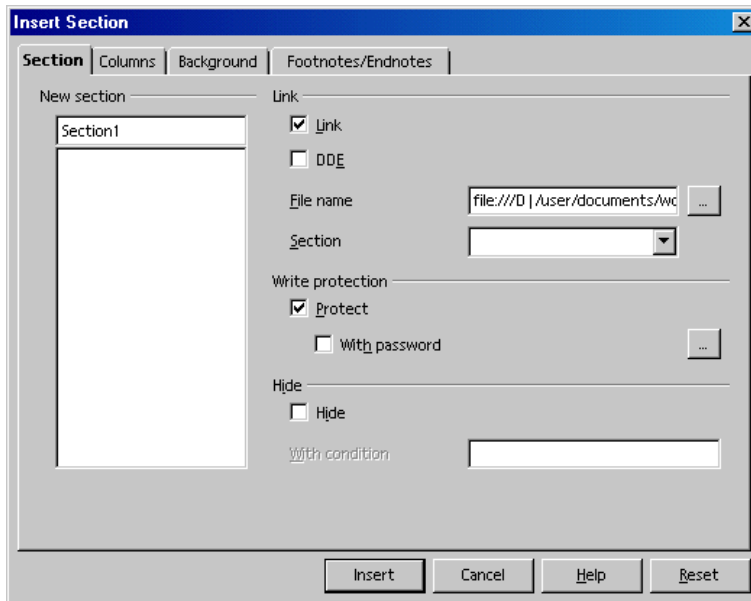 Insert Section
Section Columns Background Footnotes/Endnotes
New section
Section1
Link
Link
DDE
File name file:///D|/user/documents/wo ...
Section
Write protection
Protect
With password ...
Hide
Hide
With condition
Insert Cancel Help Reset